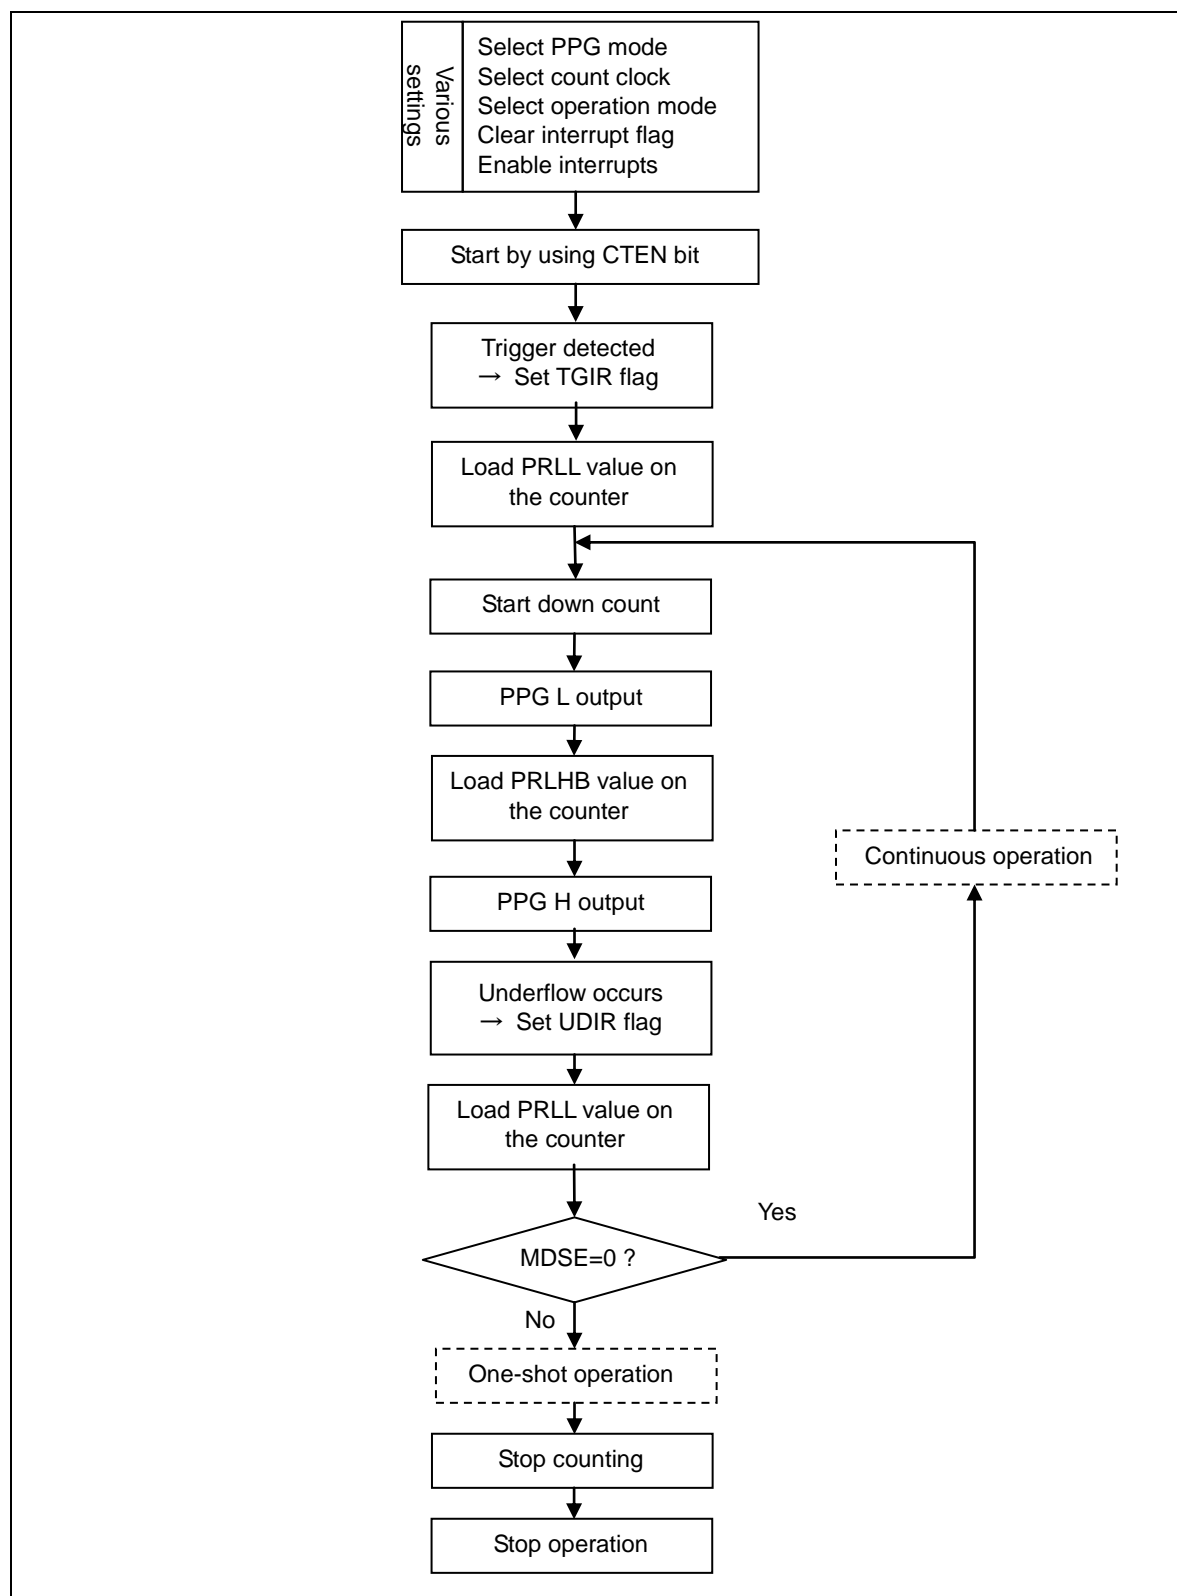 Various
settings
Select PPG mode
Select count clock
Select operation mode
Clear interrupt flag
Enable interrupts
Start by using CTEN bit
Trigger detected
→ Set TGIR flag
Load PRLL value on
the counter
Start down count
PPG L output
Load PRLHB value on
the counter
Continuous operation
PPG H output
Underflow occurs
→ Set UDIR flag
Load PRLL value on
the counter
Yes
MDSE=0 ?
No
One-shot operation
Stop counting
Stop operation